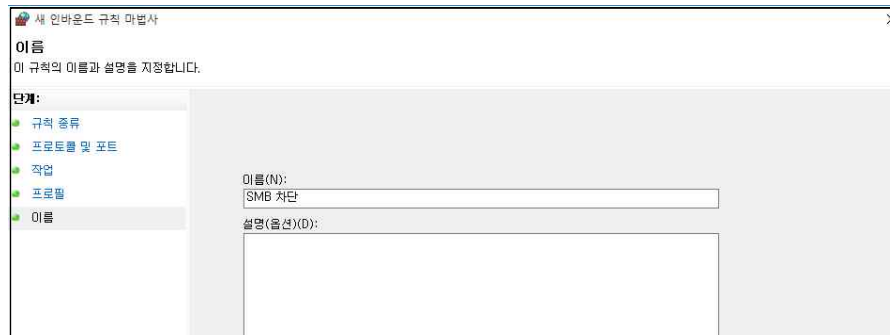 새 인바운드 규칙 마법사
이름
이 규칙의 이름과 설명을 지정합니다.
단계:
규칙 종류
프로토콜 및 포트
작업
프로필
이름
이름(N):
SMB 차단
설명(옵션)(D):